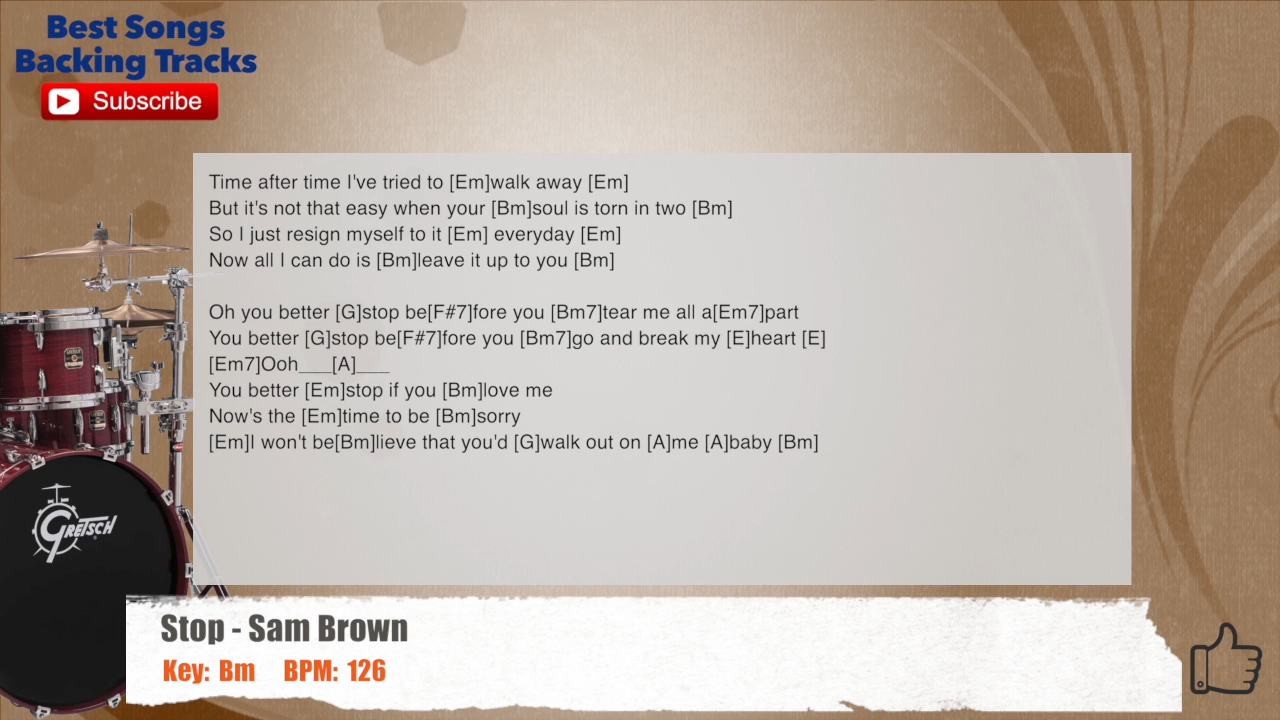 Best Songs
Backing Tracks
Subscribe
Time after time I've tried to [Em]walk away [Em]
But it's not that easy when your [Bm]soul is torn in two [Bm]
So I just resign myself to it [Em] everyday [Em]
Now all I can do is [Bm]leave it up to you [Bm]
Oh you better [G]stop be[F#7]fore you [Bm7]tear me all a[Em7]part
You better [G]stop be[F#7]fore you [Bm7]go and break my [E]heart [E]
[Em7]Ooh___[A]___
You better [Em]stop if you [Bm]love me
Now's the [Em]time to be [Bm]sorry
[Em]I won't be[Bm]lieve that you'd [G]walk out on [A]me [A]baby [Bm]
GRETSCH
Stop - Sam Brown
Key: Bm BPM: 126